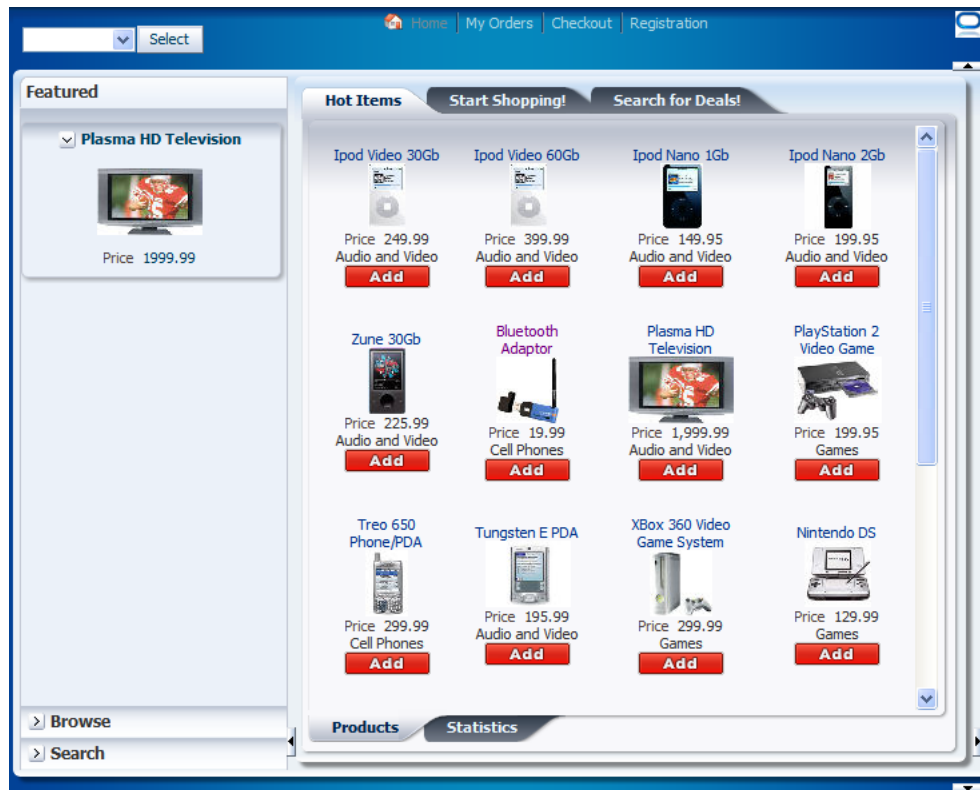 Home My Orders Checkout Registration
Select
Featured
Plasma HD Television
Price 1999.99
Browse
Search
Hot Items Start Shopping! Search for Deals!
Ipod Video 30Gb
Price 249.99
Audio and Video
Add
Ipod Video 60Gb
Price 399.99
Audio and Video
Add
Ipod Nano 1Gb
Price 149.95
Audio and Video
Add
Ipod Nano 2Gb
Price 199.95
Audio and Video
Add
Zune 30Gb
Price 225.99
Audio and Video
Add
Bluetooth
Adaptor
Price 19.99
Cell Phones
Add
Plasma HD
Television
Price 1,999.99
Audio and Video
Add
PlayStation 2
Video Game
Price 199.95
Games
Add
Treo 650
Phone/PDA
Price 299.99
Cell Phones
Add
Tungsten E PDA
Price 195.99
Audio and Video
Add
XBox 360 Video
Game System
Price 299.99
Games
Add
Nintendo DS
Price 129.99
Games
Add
Products Statistics